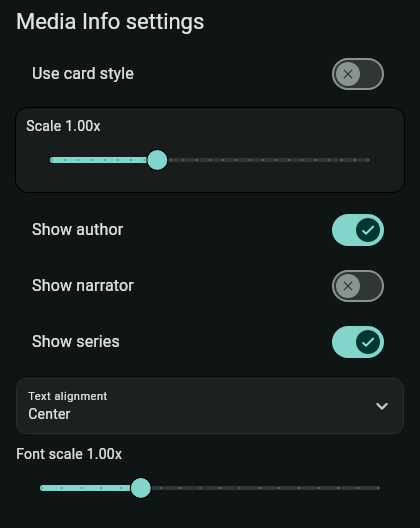 Media Info settings
Use card style
Scale 1.00x
Show author
Show narrator
Show series
Text alignment
Center
Font scale 1.00x